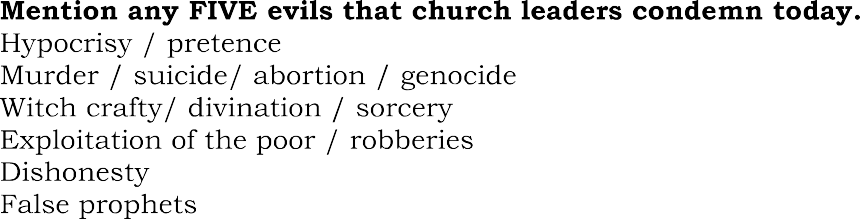 Mention any FIVE evils that church leaders condemn today.
Hypocrisy / pretence
Murder / suicide/ abortion / genocide
Witch crafty/ divination / sorcery
Exploitation of the poor / robberies
Dishonesty
False prophets